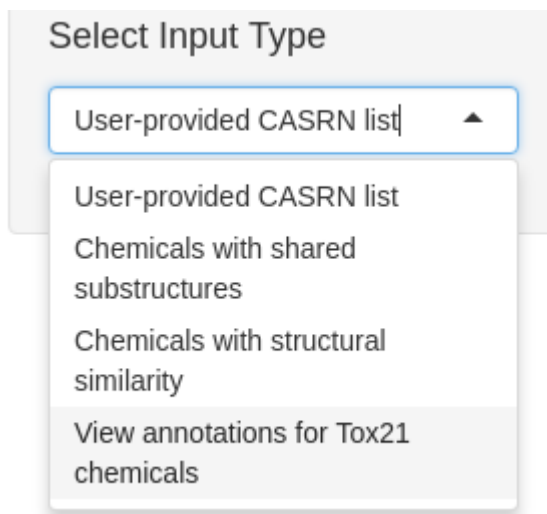 Select Input Type
User-provided CASRN list
User-provided CASRN list
Chemicals with shared
substructures
Chemicals with structural
similarity
View annotations for Tox21
chemicals